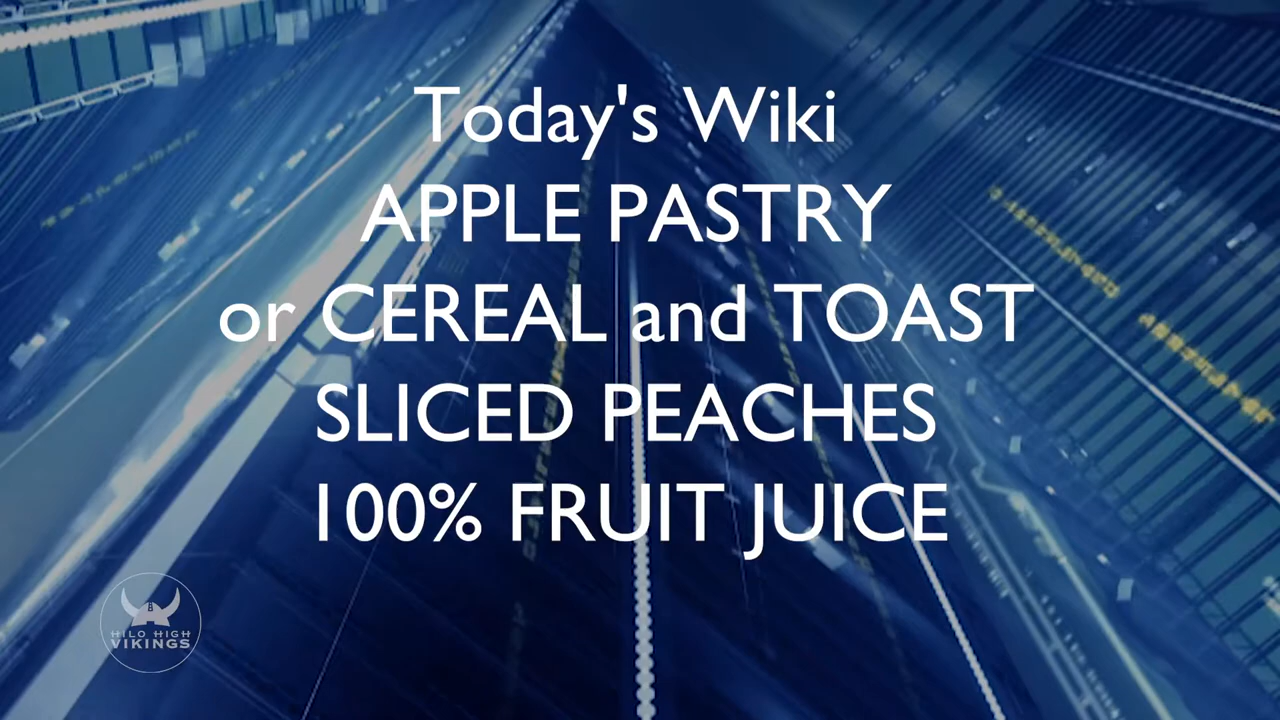 Today's Wiki
APPLE PASTRY
or CEREAL and TOAST
SLICED PEACHES
100% FRUIT JUICE
HILO HIGH
VIKINGS